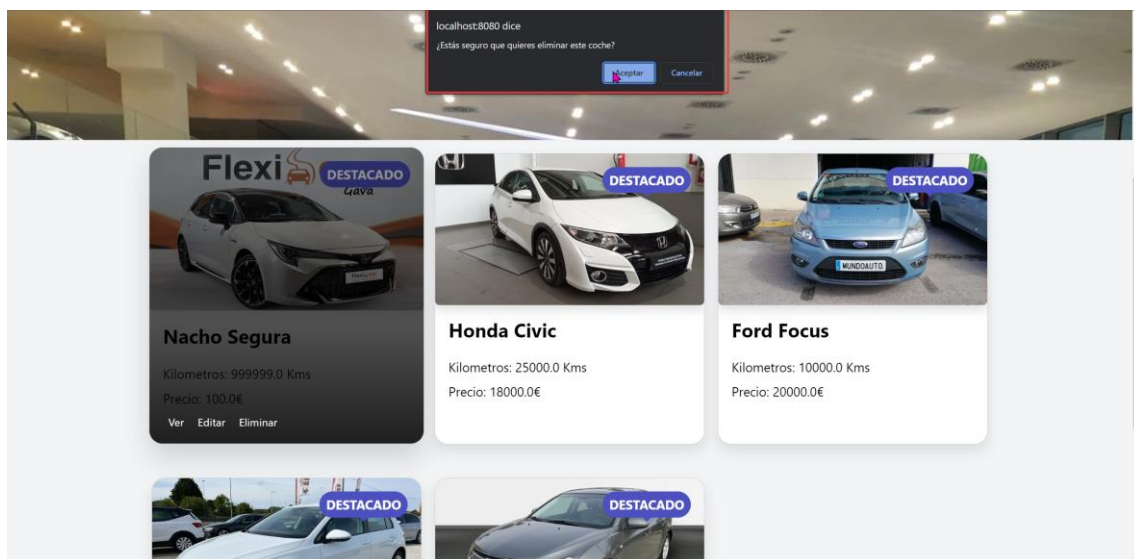 localhost:8080 dice
¿Estás seguro que quieres eliminar este coche?
Aceptar Cancelar
Flexi
DESTACADO
Gava
DESTACADO
DESTACADO
MUNDOAUTO
Nacho Segura
Kilometros: 999999.0 Kms
Precio: 100.0€
Ver Editar Eliminar
Honda Civic
Kilometros: 25000.0 Kms
Precio: 18000.0€
Ford Focus
Kilometros: 10000.0 Kms
Precio: 20000.0€
DESTACADO
DESTACADO